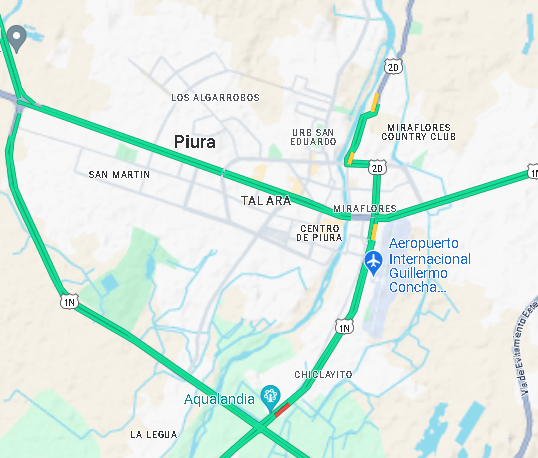 2D
LOS ALGARROBOS
URB SAN
EDUARDO
MIRAFLORES
COUNTRY CLUB
Piura
2D
SAN MARTIN
1N
TALARA
MIRAFLORES
CENTRO
DE PIURA
Aeropuerto
Internacional
Guillermo
Concha...
1N
1N
Vía de Evitamiento Este
CHICLAYITO
Aqualandia
LA LEGUA